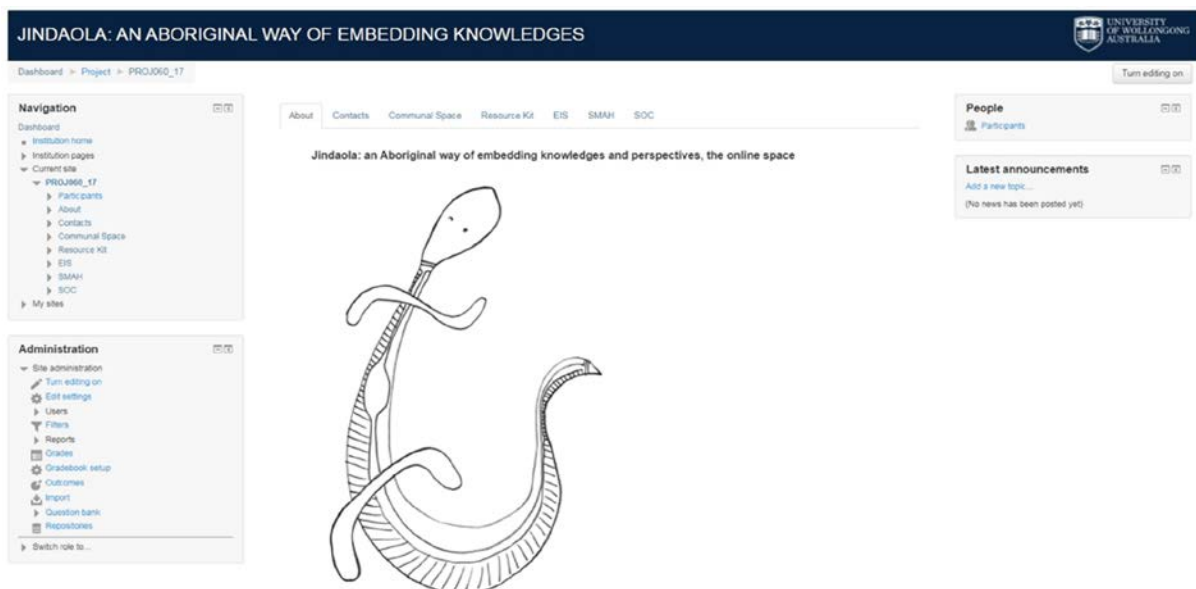 JINDAOLA: AN ABORIGINAL WAY OF EMBEDDING KNOWLEDGES
UNIVERSITY
OF WOLLONGONG
AUSTRALIA
Dashboard ► Project ► PROJ060_17
Turn editing on
Navigation
Dashboard
Institution home
Institution pages
Current site
PROJ060_17
Participants
About
Contacts
Communal Space
Resource Kit
EIS
SMAH
SOC
My sites
Administration
Site administration
Turn editing on
Edit settings
Users
Filters
Reports
Grades
Gradebook setup
Outcomes
Import
Question bank
Repositories
Switch role to...
About Contacts Communal Space Resource Kit EIS SMAH SOC
Jindaola: an Aboriginal way of embedding knowledges and perspectives, the online space
People
Participants
Latest announcements
Add a new topic...
(No news has been posted yet)